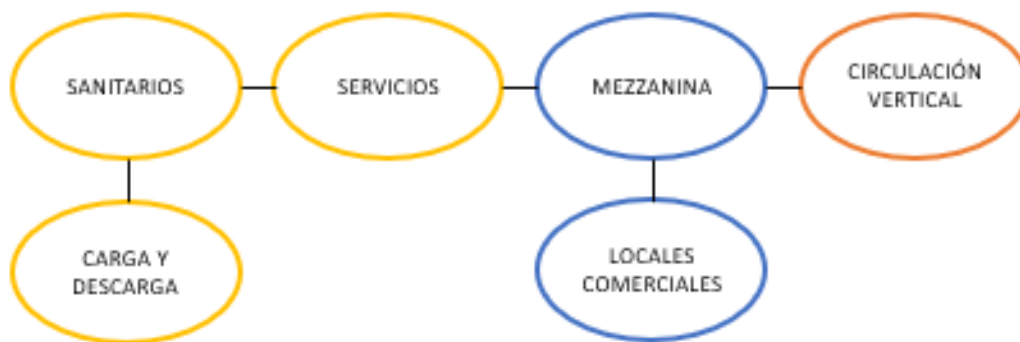 SANITARIOS
SERVICIOS
MEZZANINA
CIRCULACIÓN
VERTICAL
CARGA Y
DESCARGA
LOCALES
COMERCIALES